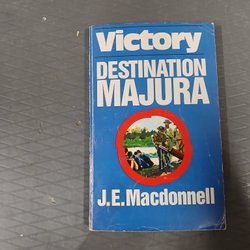 Victory
DESTINATION
MAJURA
J.E. Macdonnell